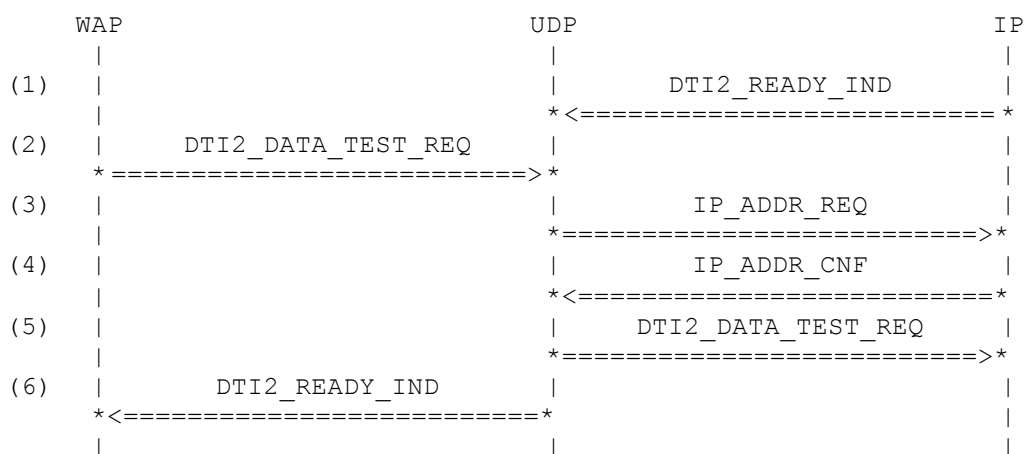 WAP UDP IP
(1) DTI2_READY_IND
(2) DTI2_DATA_TEST_REQ
(3) IP_ADDR_REQ
(4) IP_ADDR_CNF
(5) DTI2_DATA_TEST_REQ
(6) DTI2_READY_IND